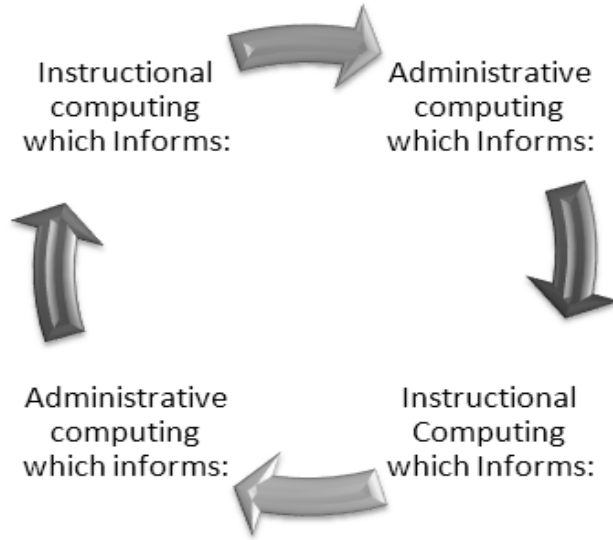 Instructional
computing
which Informs:
Administrative
computing
which Informs:
Instructional
Computing
which Informs:
Administrative
computing
which informs: